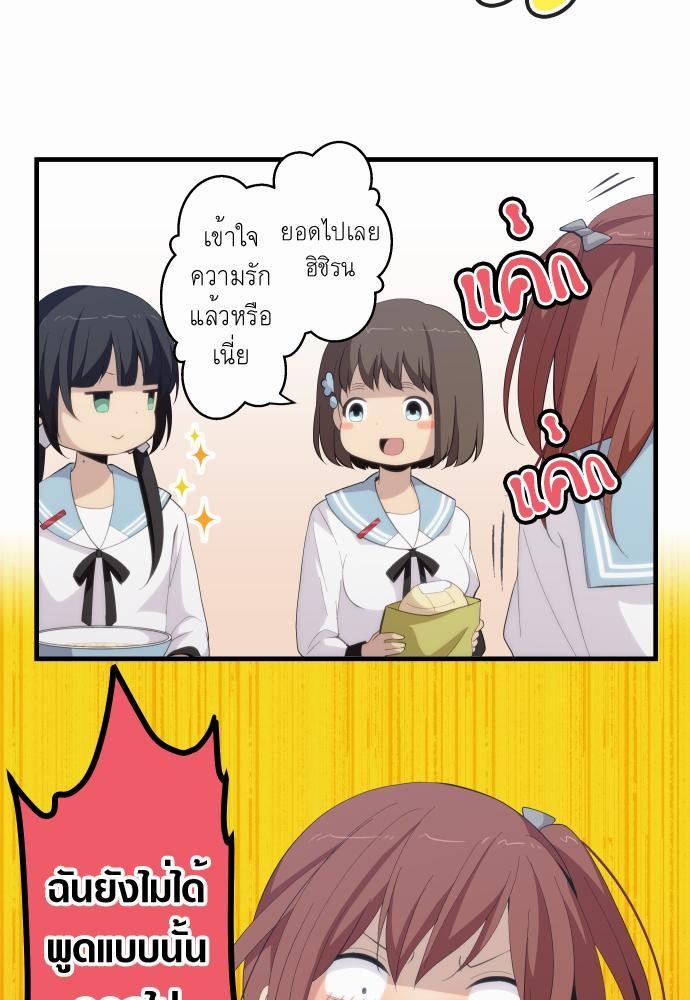 ยอดไปเลย
ฮิชิรน
เข้าใจ
ความรัก
แล้วหรือ
เนี่ย
แค่ก
แค่ก
ฉันยังไม่ได้
พูดแบบนั้น